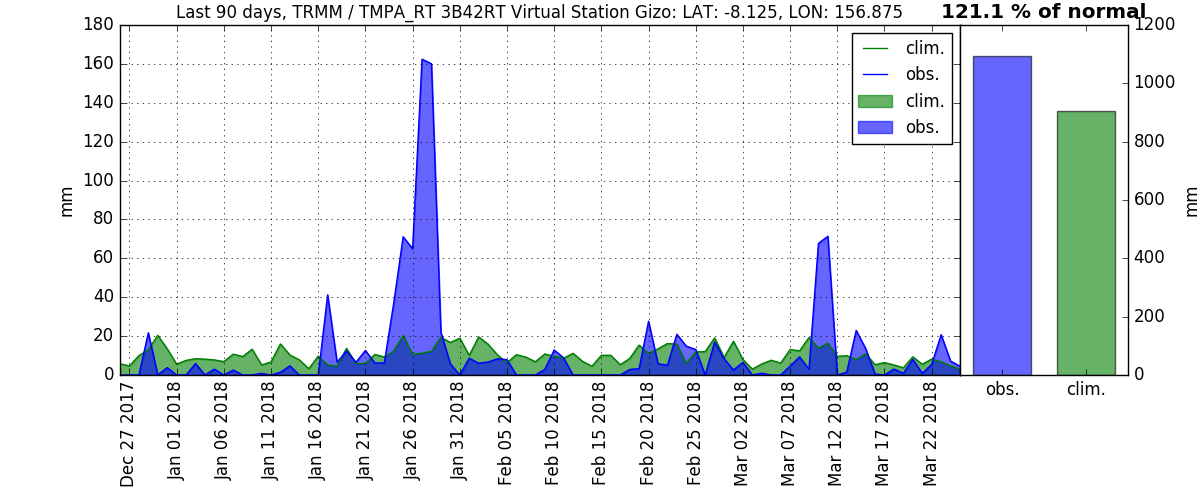 Last 90 days, TRMM / TMPA_RT 3B42RT Virtual Station Gizo: LAT: -8.125, LON: 156.875
121.1 % of normal
180
160
140
120
100
80
60
40
20
0
mm
clim.
obs.
clim.
obs.
1200
1000
800
600
400
200
0
mm
obs.
clim.
Dec 27 2017
Jan 01 2018
Jan 06 2018
Jan 11 2018
Jan 16 2018
Jan 21 2018
Jan 26 2018
Jan 31 2018
Feb 05 2018
Feb 10 2018
Feb 15 2018
Feb 20 2018
Feb 25 2018
Mar 02 2018
Mar 07 2018
Mar 12 2018
Mar 17 2018
Mar 22 2018